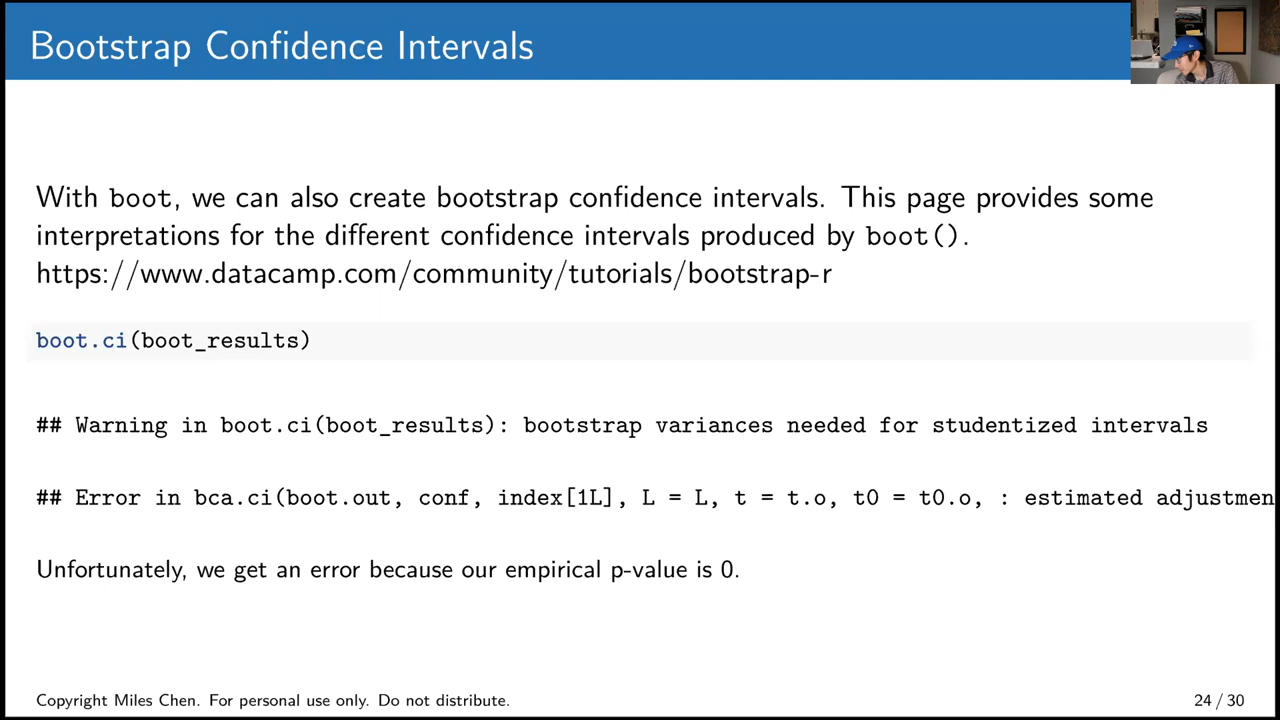 Bootstrap Confidence Intervals
With boot, we can also create bootstrap confidence intervals. This page provides some
interpretations for the different confidence intervals produced by boot().
https://www.datacamp.com/community/tutorials/bootstrap-r
boot.ci(boot_results)
## Warning in boot.ci(boot_results): bootstrap variances needed for studentized intervals
## Error in bca.ci(boot.out, conf, index[1L], L = L, t = t.o, t0 = t0.o, : estimated adjustmen
Unfortunately, we get an error because our empirical p-value is 0.
Copyright Miles Chen. For personal use only. Do not distribute.
24 / 30